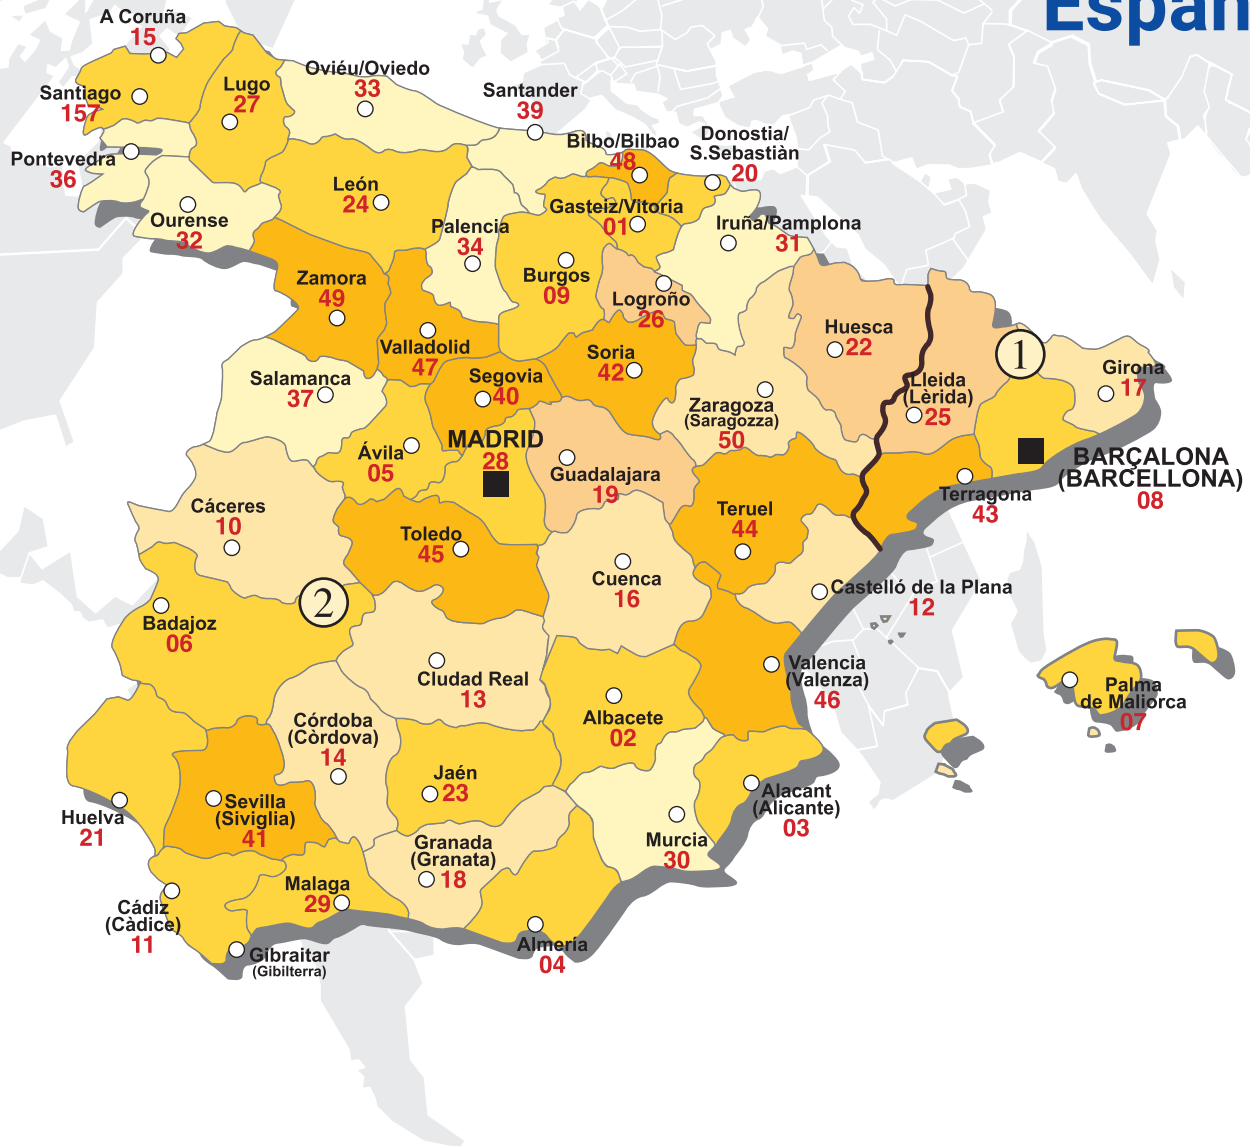 Españ
A Coruña
15
Santiago
157
Lugo
27
Oviéu/Oviedo
33
Santander
39
Bilbo/Bilbao
48
Donostia/
S.Sebastiàn
20
Pontevedra
36
Ourense
32
León
24
Palencia
34
Gasteiz/Vitoria
01
Iruña/Pamplona
31
Burgos
09
Logroño
26
Zamora
49
Valladolid
47
Soria
42
Huesca
22
1
Lleida
(Lèrida)
25
Girona
17
Salamanca
37
Segovia
40
Zaragoza
(Saragozza)
50
Ávila
05
MADRID
28
Guadalajara
19
BARÇALONA
(BARCELLONA)
08
Terragona
43
Cáceres
10
Toledo
45
Teruel
44
Cuenca
16
Castelló de la Plana
12
2
Badajoz
06
CIudad Real
13
Valencia
(Valenza)
46
Palma
de Maliorca
07
Albacete
02
Córdoba
(Còrdova)
14
Jaén
23
Huelva
21
Sevilla
(Siviglia)
41
Alacant
(Alicante)
03
Murcia
30
Granada
(Granata)
18
Malaga
29
Cádiz
(Càdice)
11
Gibraitar
(Gibilterra)
Almería
04